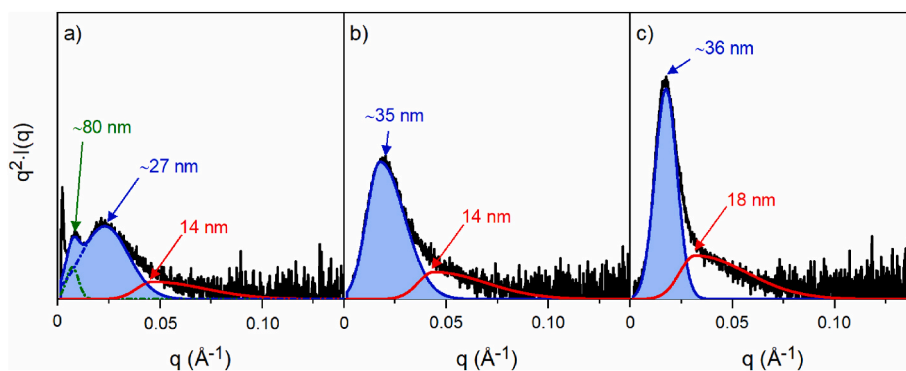 a)
b)
c)
~36 nm
~80 nm
~35 nm
~27 nm
18 nm
14 nm
14 nm
q²·I(q)
0 0.05 0.10 0 0.05 0.10 0 0.05 0.10
q (Å⁻¹) q (Å⁻¹) q (Å⁻¹)